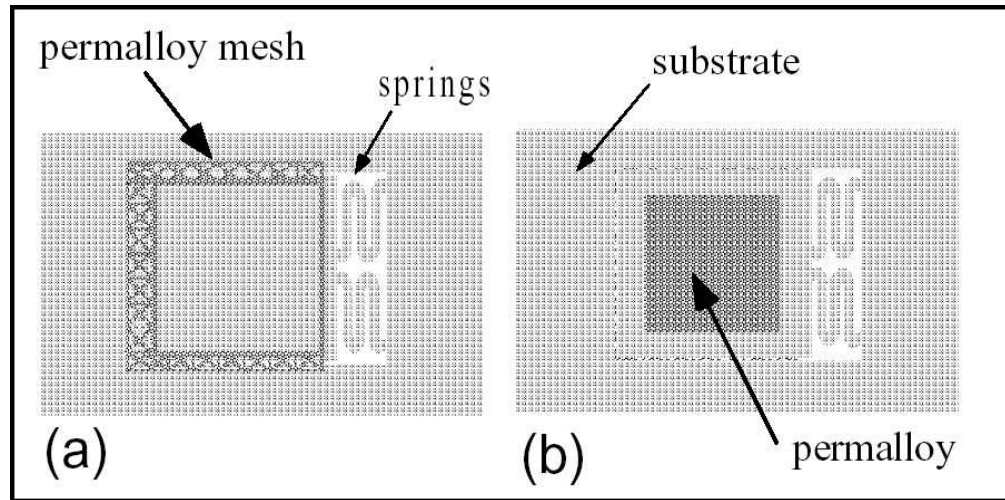 permalloy mesh
springs
substrate
(a)
(b)
permalloy